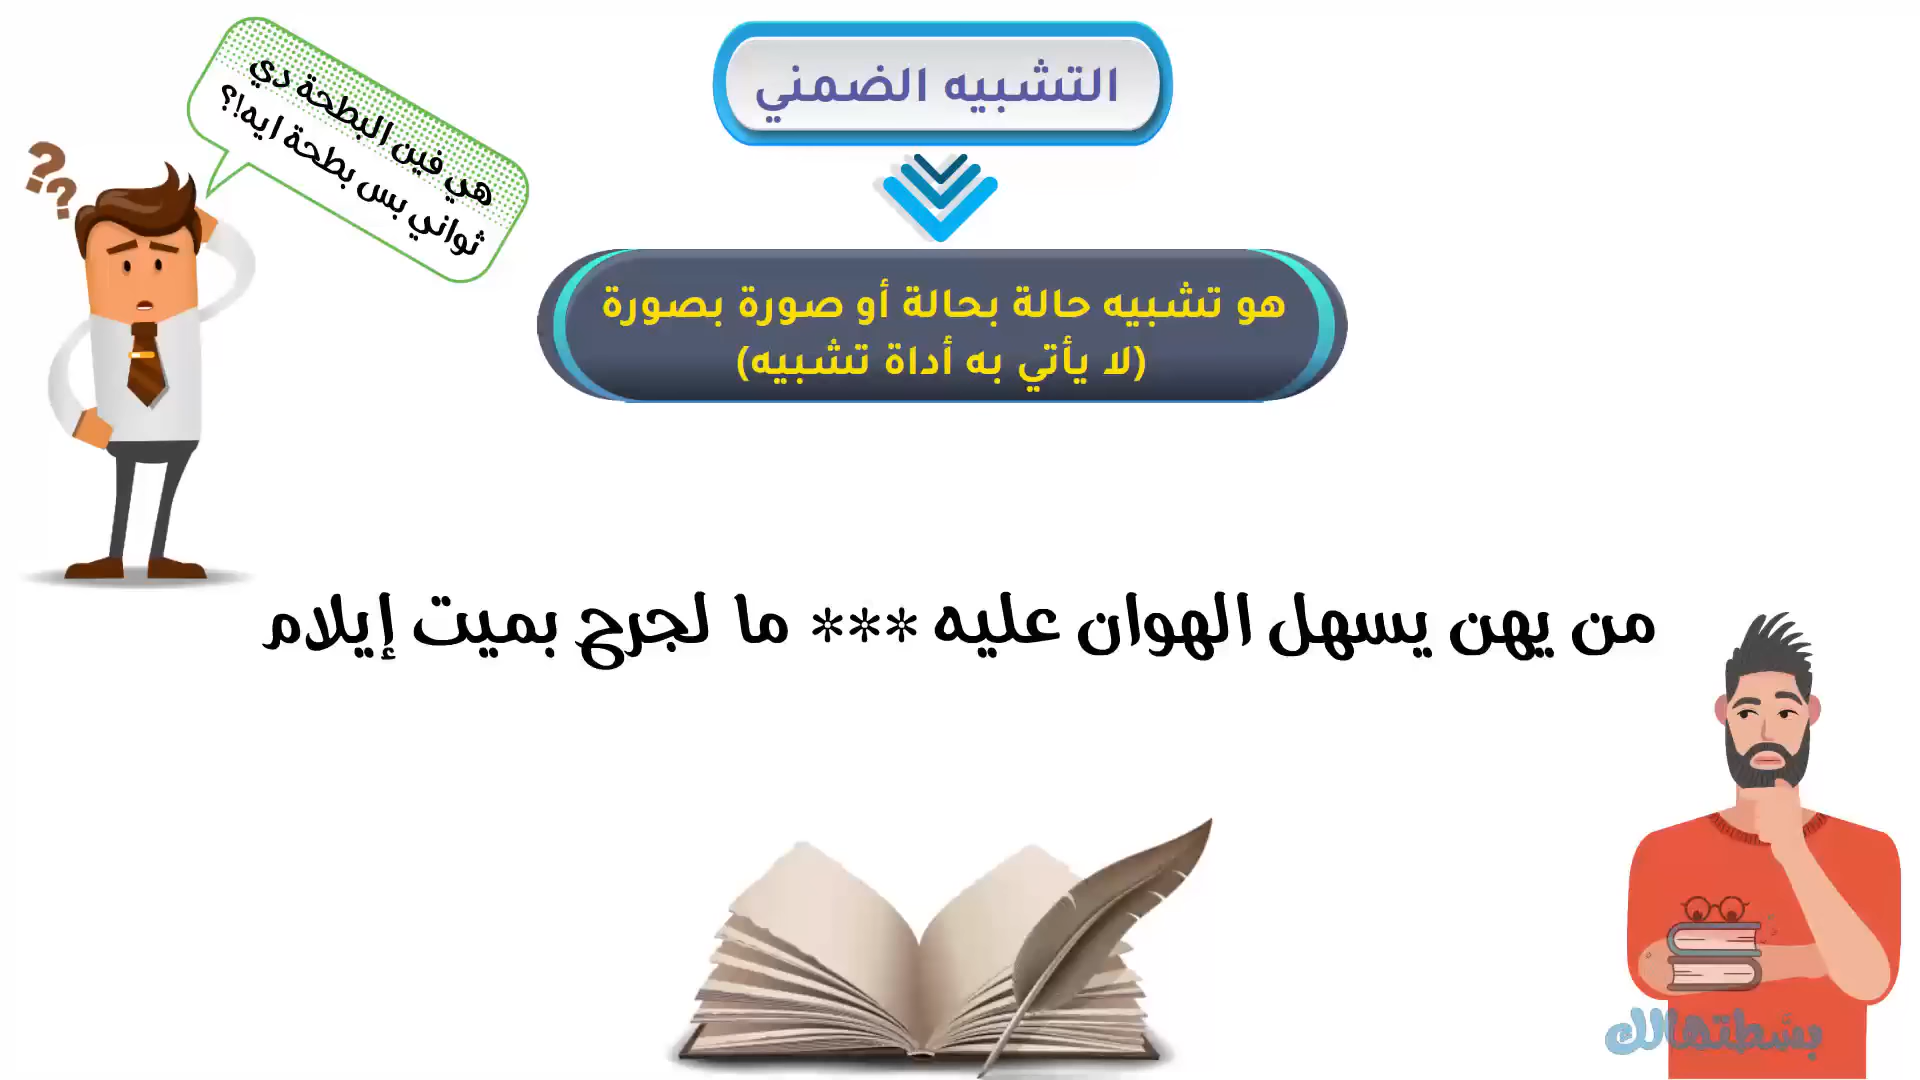 التشبيه الضمني
هي فين البطحة دي
ثواني بس بطحة ايه!؟
هو تشبيه حالة بحالة أو صورة بصورة
(لا يأتي به أداة تشبيه)
من يهن يسهل الهوان عليه *** ما لجرح بميت إيلام
بسطتهالك
??